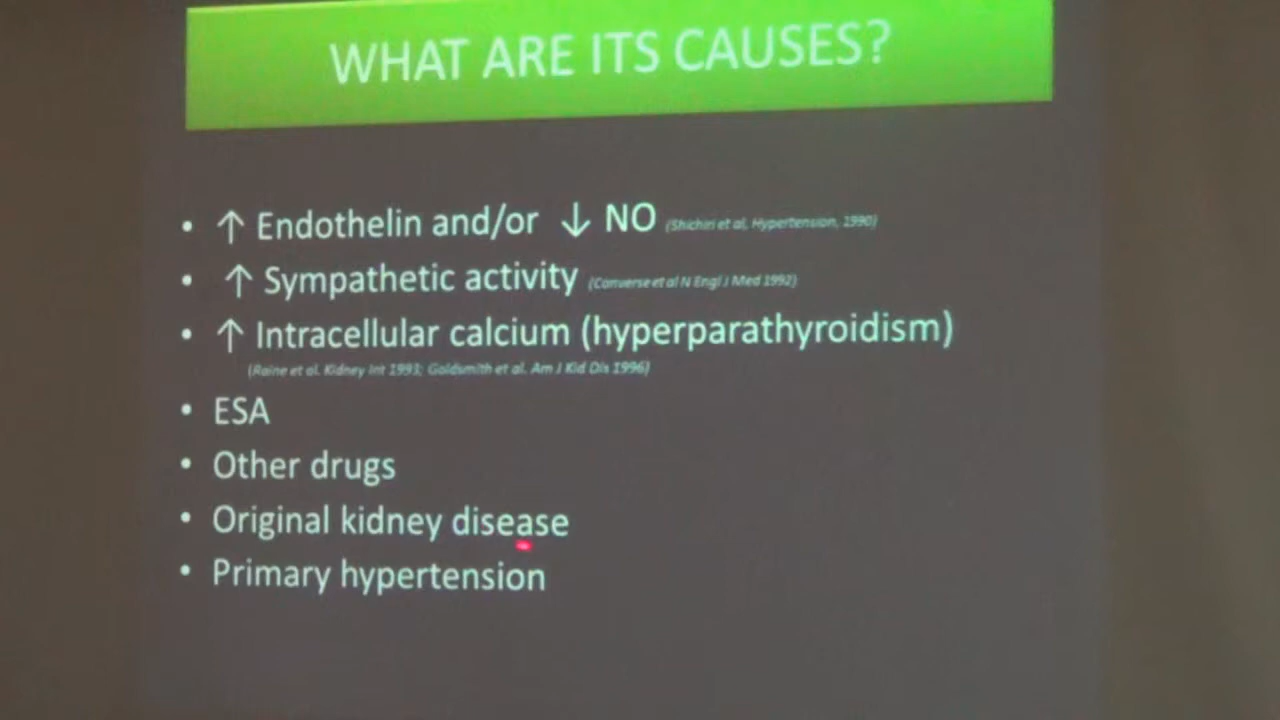 WHAT ARE ITS CAUSES?
• ↑ Endothelin and/or ↓ NO (Shichiri et al, Hypertension, 1990)
• ↑ Sympathetic activity (Converse et al N Engl J Med 1992)
• ↑ Intracellular calcium (hyperparathyroidism)
(Raine et al. Kidney Int 1993; Goldsmith et al. Am J Kid Dis 1996)
• ESA
• Other drugs
• Original kidney disease
• Primary hypertension